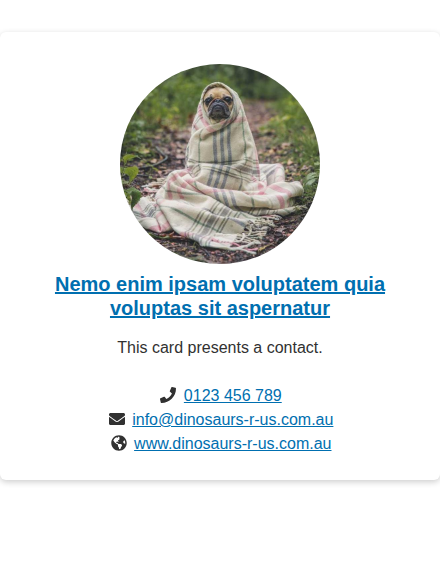 Nemo enim ipsam voluptatem quia
voluptas sit aspernatur
This card presents a contact.
0123 456 789
info@dinosaurs-r-us.com.au
www.dinosaurs-r-us.com.au